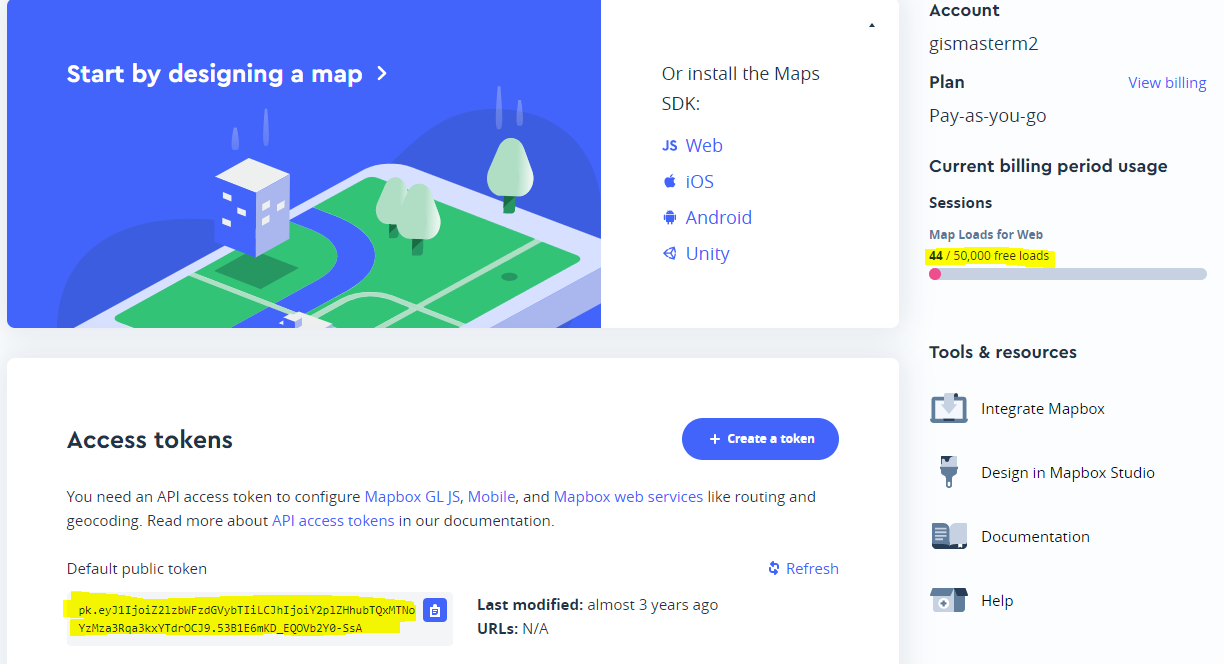 Start by designing a map
Or install the Maps
SDK:
JS Web
iOS
Android
Unity
Account
gismasterm2
Plan
View billing
Pay-as-you-go
Current billing period usage
Sessions
Map Loads for Web
44 / 50,000 free loads
Access tokens
+ Create a token
You need an API access token to configure Mapbox GL JS, Mobile, and Mapbox web services like routing and
geocoding. Read more about API access tokens in our documentation.
Default public token
Refresh
pk.eyJ1IjoiZ21zbWFzdGVybTIiLCJhIjoiY2plZHhubTQxMTNo
YzMza3Rqa3kxYTdrOCJ9.53B1E6mKD_EQOVb2Y0-SsA
Last modified: almost 3 years ago
URLs: N/A
Tools & resources
Integrate Mapbox
Design in Mapbox Studio
Documentation
Help